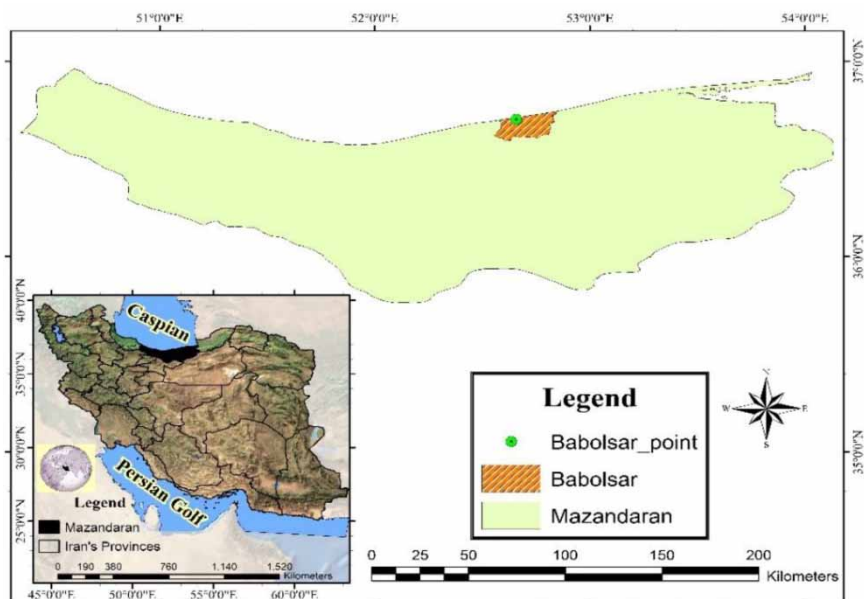 51°0'0"E 52°0'0"E 53°0'0"E 54°0'0"E
37°0'0"N
36°0'0"N
35°0'0"N
40°0'0"N
35°0'0"N
30°0'0"N
25°0'0"N
Caspian
Persian Golf
Legend
Mazandaran
Iran's Provinces
0 190 380 760 1.140 1.520
Kilometers
45°0'0"E 50°0'0"E 55°0'0"E 60°0'0"E
Legend
Babolsar_point
Babolsar
Mazandaran
N
W E
S
0 25 50 100 150 200
Kilometers